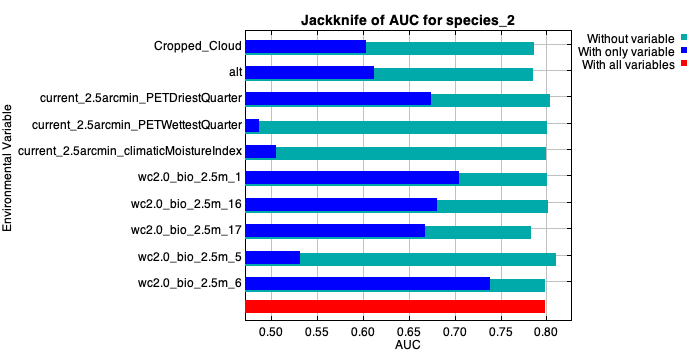 Jackknife of AUC for species_2
Without variable
With only variable
With all variables
Environmental Variable
Cropped_Cloud
alt
current_2.5arcmin_PETDriestQuarter
current_2.5arcmin_PETWettestQuarter
current_2.5arcmin_climaticMoistureIndex
wc2.0_bio_2.5m_1
wc2.0_bio_2.5m_16
wc2.0_bio_2.5m_17
wc2.0_bio_2.5m_5
wc2.0_bio_2.5m_6
0.50 0.55 0.60 0.65 0.70 0.75 0.80
AUC